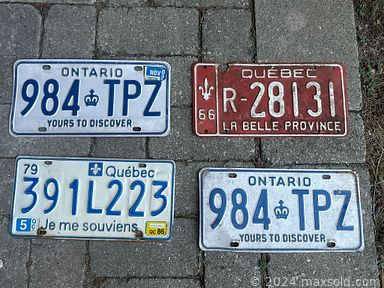 ONTARIO
NOV
984 TPZ
YOURS TO DISCOVER
QUÉBEC
66
R-28131
LA BELLE PROVINCE
79
Québec
391L223
5
Je me souviens
QC 86
ONTARIO
984 TPZ
YOURS TO DISCOVER
© 2024 maxsold.com